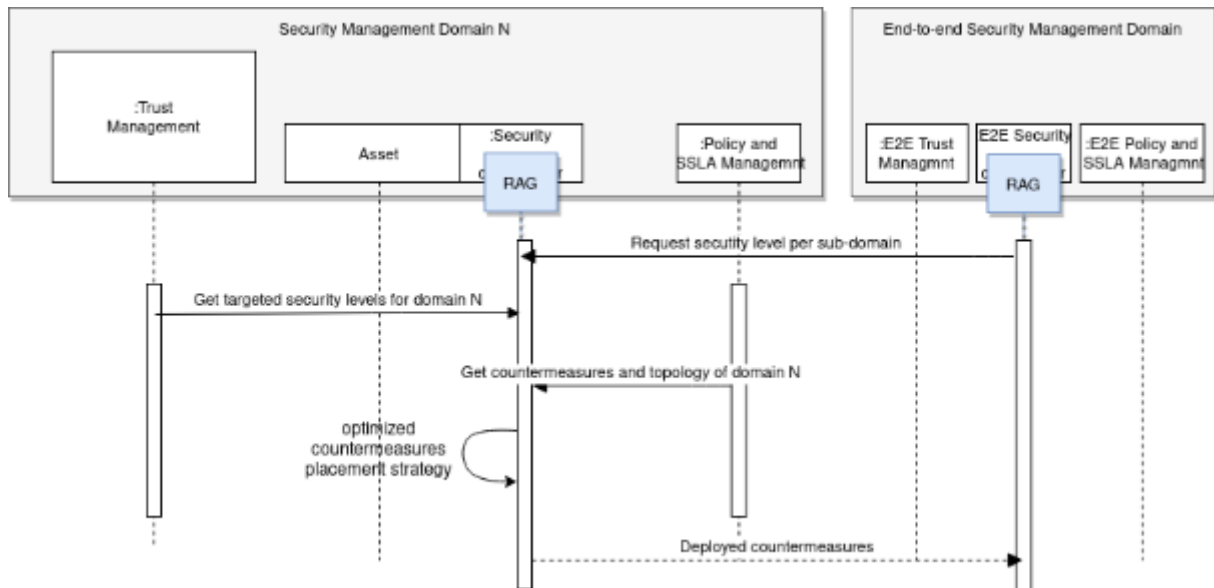 Security Management Domain N
End-to-end Security Management Domain
:Trust
Management
Asset
:Security
RAG
:Policy and
SSLA Managemnt
:E2E Trust
Managmnt
E2E Security
RAG
:E2E Policy and
SSLA Managmnt
Request secutity level per sub-domain
Get targeted security levels for domain N
Get countermeasures and topology of domain N
optimized
countermeasures
placement strategy
Deployed countermeasures